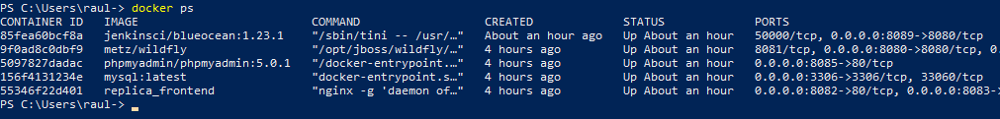 PS C:\Users\raul-> docker ps
CONTAINER ID IMAGE COMMAND CREATED STATUS PORTS
85fea60bcf8a jenkinsci/blueocean:1.23.1 "/sbin/tini -- /usr/…" About an hour ago Up About an hour 50000/tcp, 0.0.0.0:8089->8080/tcp
9f0ad8c0dbf9 metz/wildfly "/opt/jboss/wildfly/…" 4 hours ago Up About an hour 8081/tcp, 0.0.0.0:8080->8080/tcp, 0
5097827dadac phpmyadmin/phpmyadmin:5.0.1 "/docker-entrypoint.…" 4 hours ago Up About an hour 0.0.0.0:8085->80/tcp
156f4131234e mysql:latest "docker-entrypoint.s…" 4 hours ago Up About an hour 0.0.0.0:3306->3306/tcp, 33060/tcp
55346f22d401 replica_frontend "nginx -g 'daemon of…" 4 hours ago Up About an hour 0.0.0.0:8082->80/tcp, 0.0.0.0:8083->
PS C:\Users\raul->